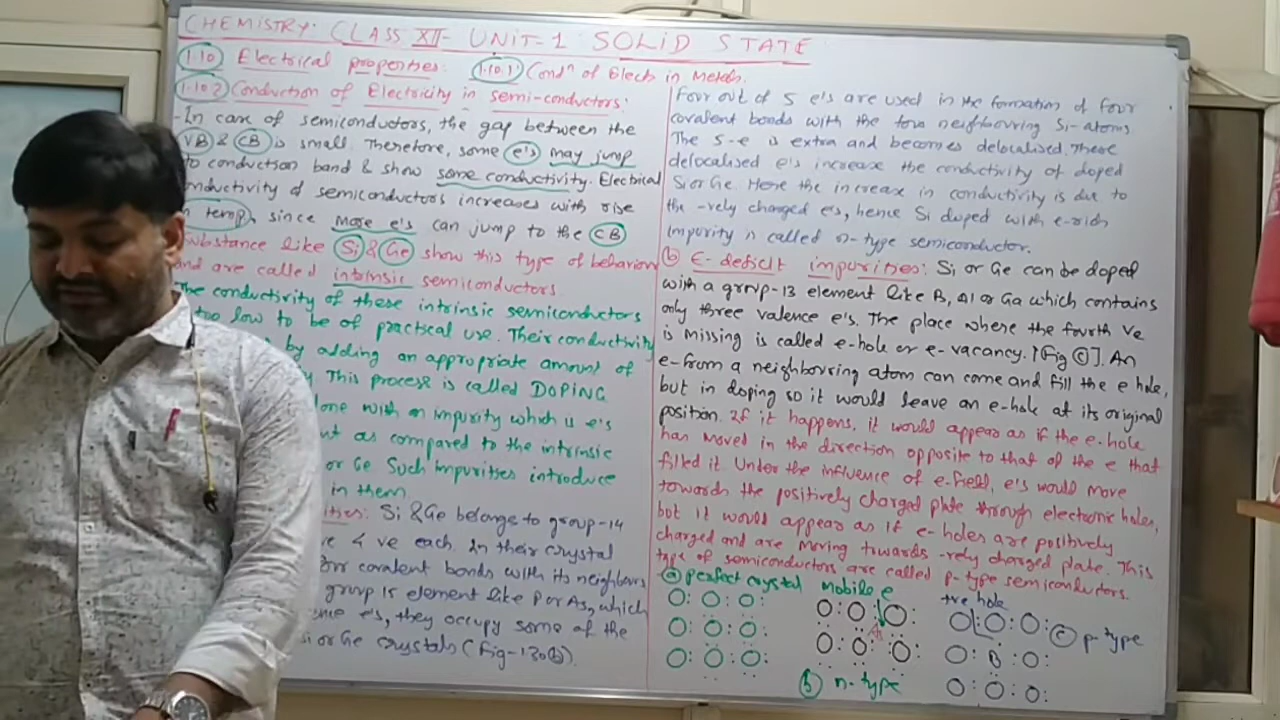 CHEMISTRY: CLASS XII- UNIT-1 SOLID STATE
1.10 Electrical properties: 1.10.1 Condⁿ of Elects in Metals.
1.10.2 Conduction of Electricity in semi-conductors:
-In case of semiconductors, the gap between the
VB & CB is small. Therefore, some e's may jump
to conduction band & show some conductivity. Electrical
conductivity of semiconductors increases with rise
in temp, since more e's can jump to the CB
Substance like Si & Ge show this type of behaviour
and are called intrinsic semiconductors.
The conductivity of these intrinsic semiconductors
too low to be of practical use. Their conductivity
by adding an appropriate amount of
This process is called DOPING
done with an impurity which is e's
as compared to the intrinsic
or Ge Such impurities introduce
in them
Si & Ge belongs to group-14
4 ve each. In their crystal
four covalent bonds with its neighbours
group 15 element like P or As, which
e's, they occupy some of the
Si or Ge crystals (Fig-1.30b).
Four out of 5 e's are used in the formation of four
covalent bonds with the four neighbouring Si-atoms.
The 5-e is extra and becomes delocalised. These
delocalised e's increase the conductivity of doped
Si or Ge. Here the increase in conductivity is due to
the -vely charged e's, hence Si doped with e-rich
impurity is called n-type semiconductor.
(b) E-deficit impurities: Si or Ge can be doped
with a group-13 element like B, Al or Ga which contains
only three valence e's. The place where the fourth ve
is missing is called e-hole or e-vacancy. [Fig (c)]. An
e-from a neighbouring atom can come and fill the e hole,
but in doping so it would leave an e-hole at its original
position. If it happens, it would appear as if the e-hole
has moved in the direction opposite to that of the e that
filled it. Under the influence of e-field, e's would move
towards the positively charged plate through electronic holes,
but it would appear as if e-holes are positively
charged and are moving towards -vely charged plate. This
type of semiconductors are called p-type semiconductors.
(a) perfect crystal mobile e +ve hole
(c) p-type
B
(b) n-type